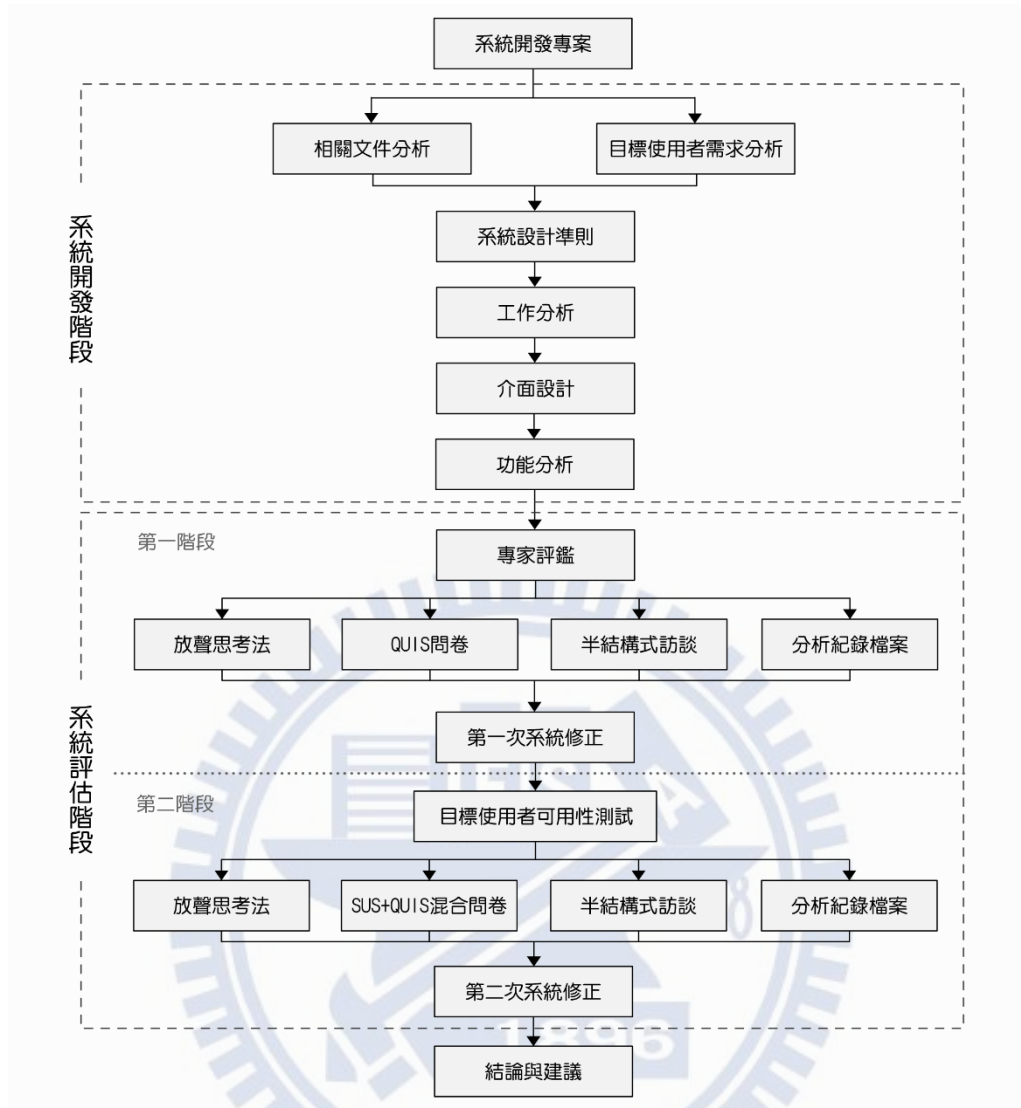 系統開發專案
相關文件分析
目標使用者需求分析
系統設計準則
工作分析
介面設計
功能分析
系統開發階段
第一階段
專家評鑑
放聲思考法
QUIS問卷
半結構式訪談
分析紀錄檔案
第一次系統修正
系統評估階段
第二階段
目標使用者可用性測試
放聲思考法
SUS+QUIS混合問卷
半結構式訪談
分析紀錄檔案
第二次系統修正
1896
結論與建議